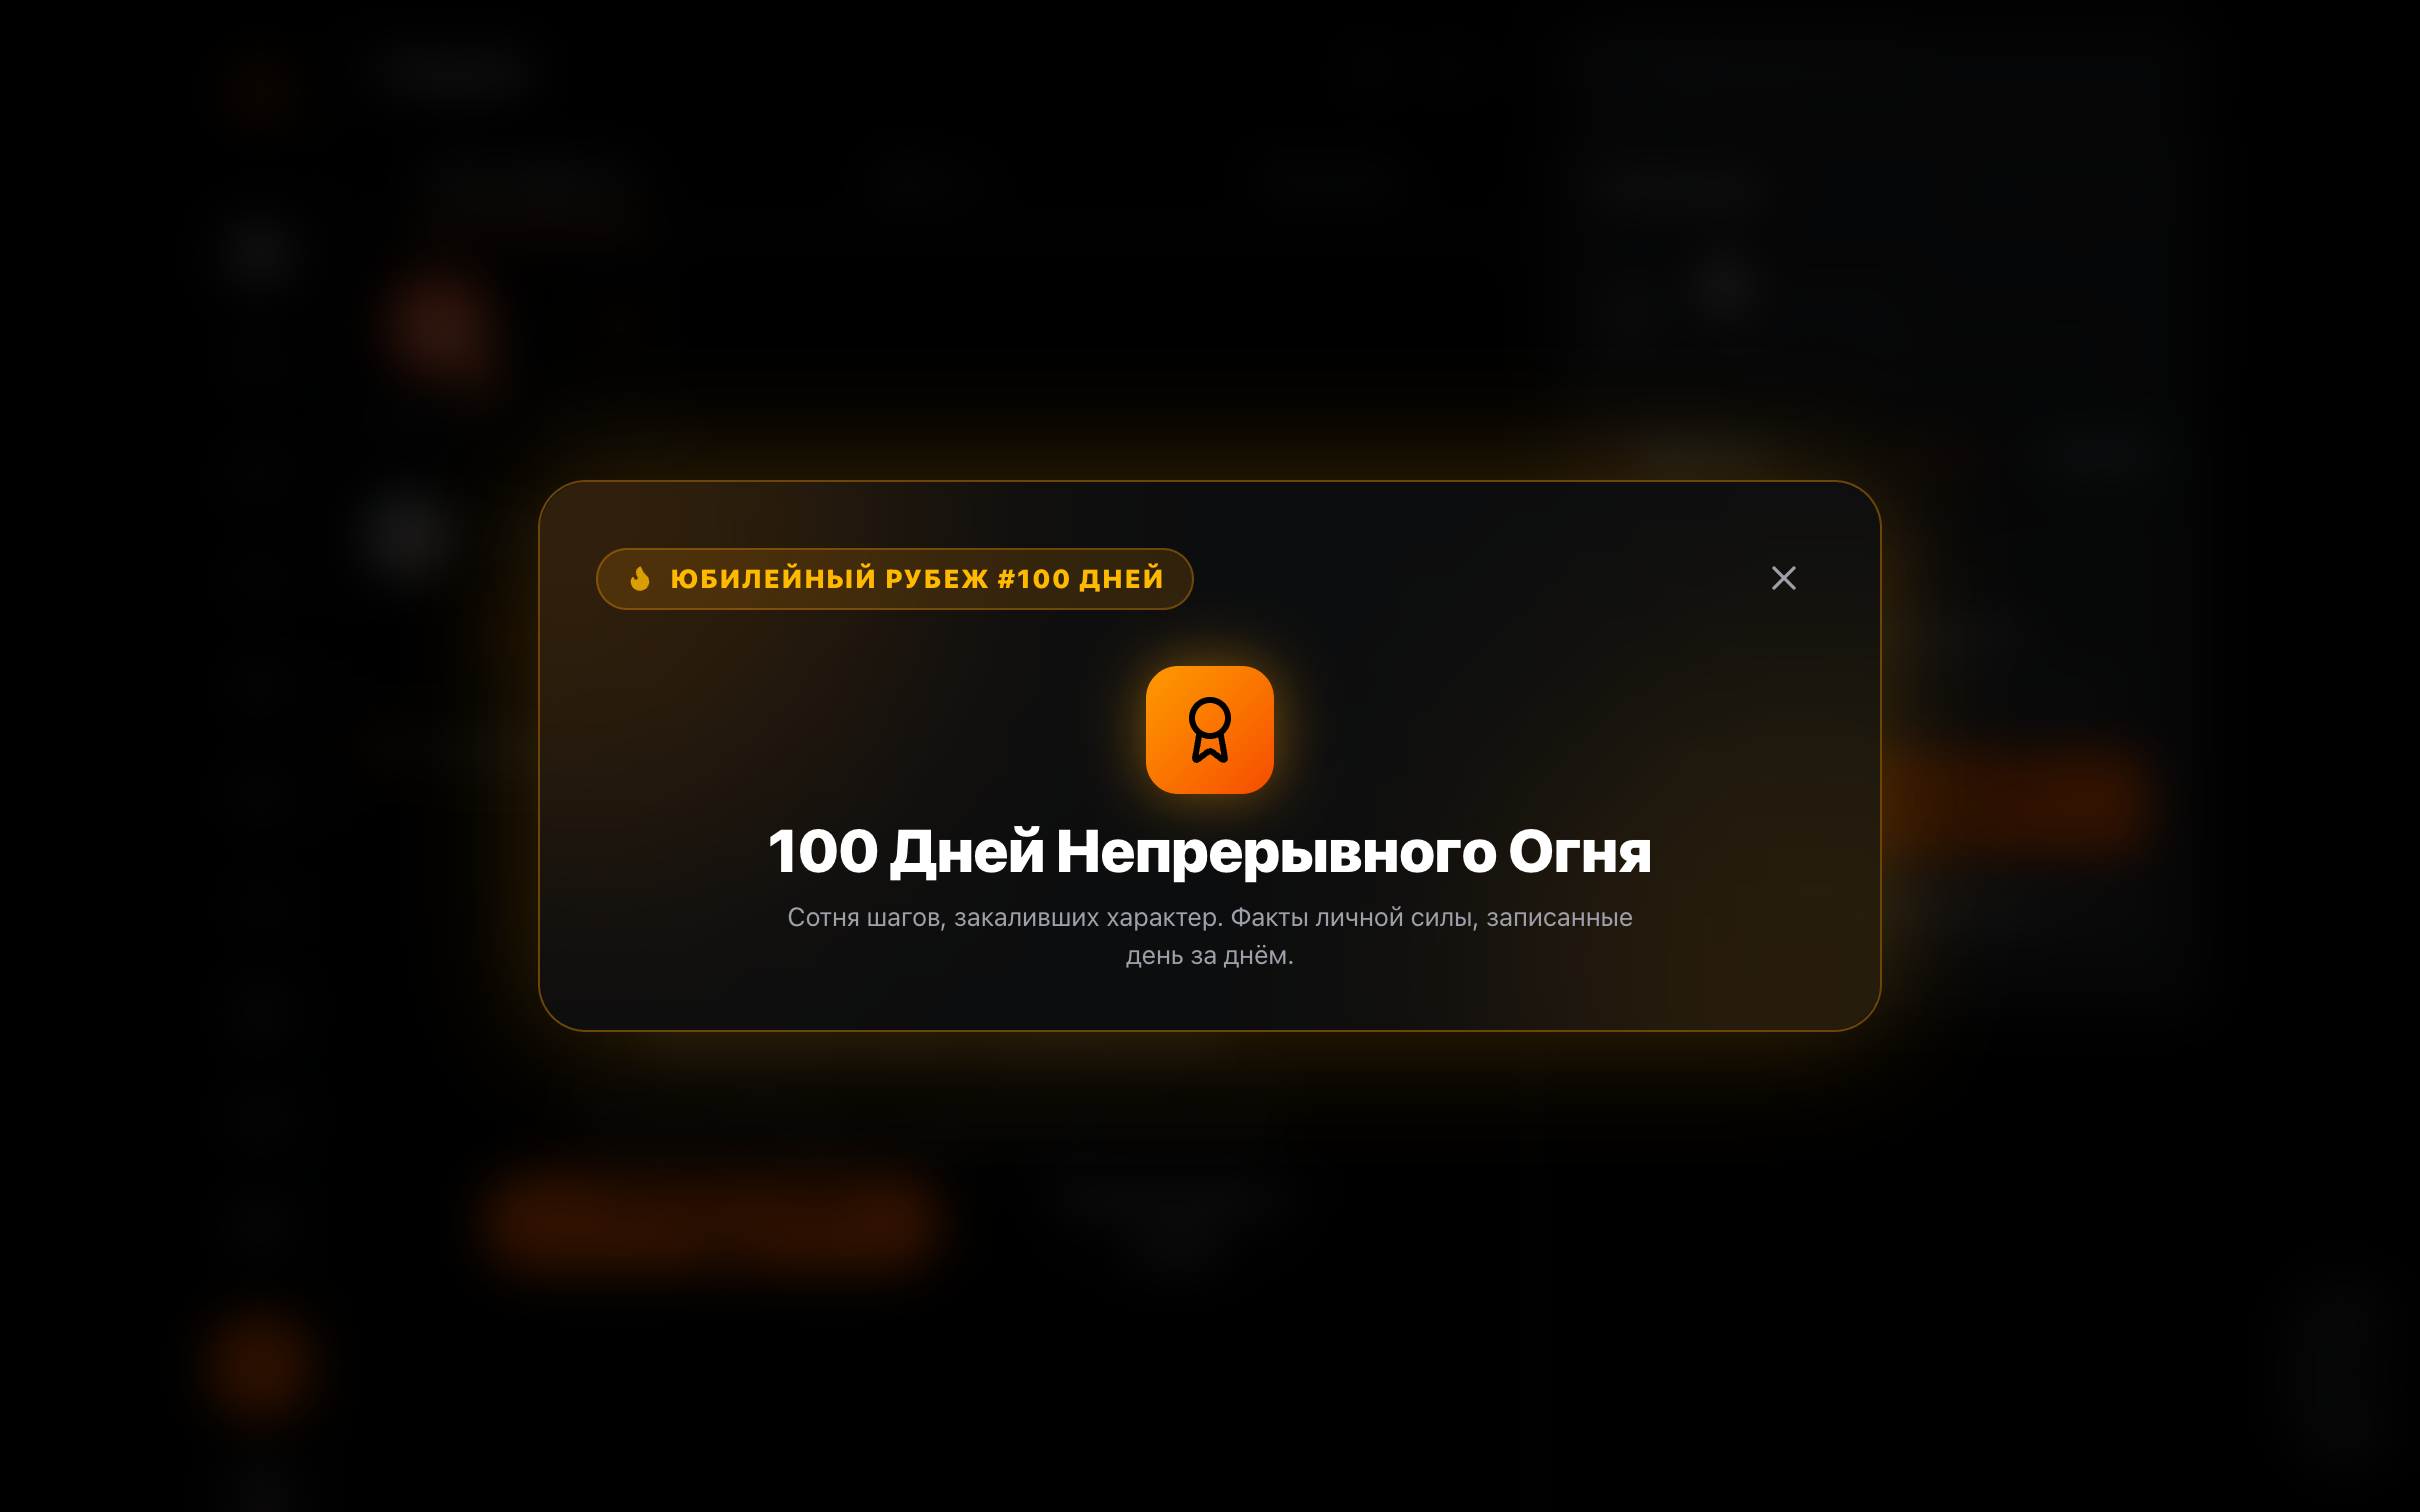 ЮБИЛЕЙНЫЙ РУБЕЖ #100 ДНЕЙ
100 Дней Непрерывного Огня
Сотня шагов, закаливших характер. Факты личной силы, записанные
день за днём.